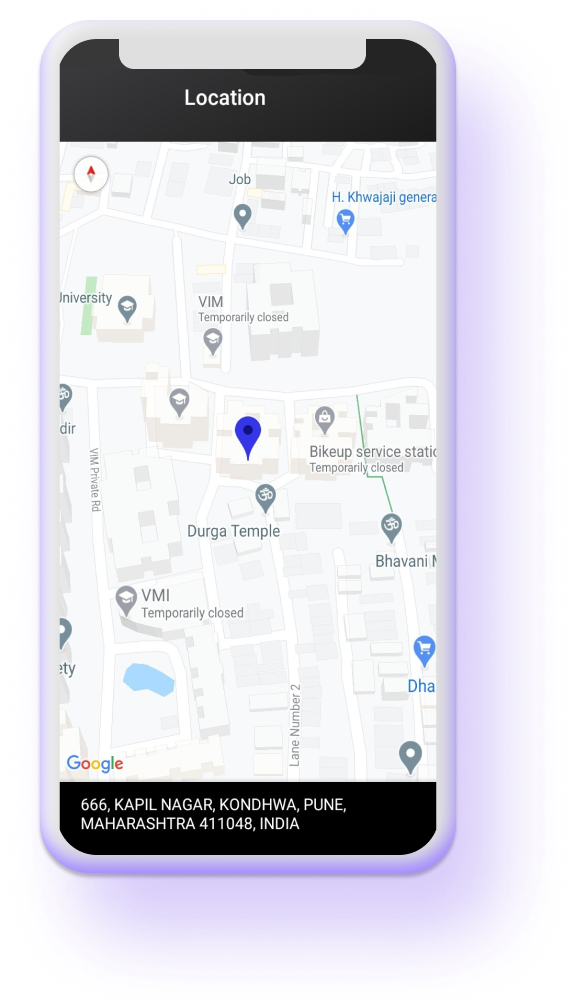 Location
Job
H. Khwajaji genera
University
VIM
Temporarily closed
dir
VIM Private Rd
Bikeup service static
Temporarily closed
Durga Temple
Bhavani M
VMI
Temporarily closed
ety
Dha
Lane Number 2
Google
666, KAPIL NAGAR, KONDHWA, PUNE,
MAHARASHTRA 411048, INDIA